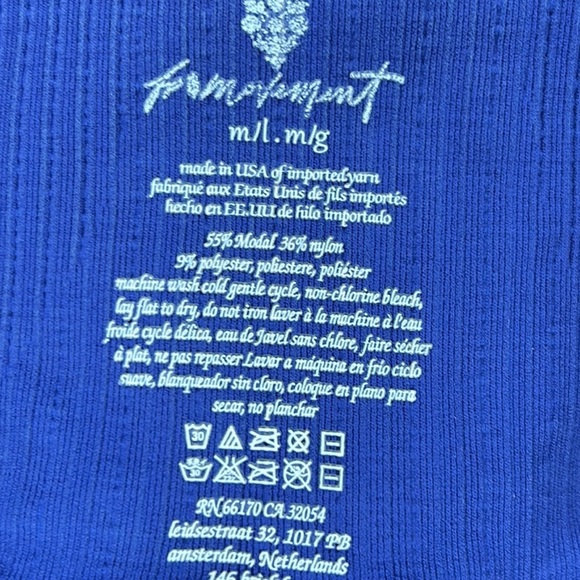 fpmovement
m/l . m/g
made in USA of imported yarn
fabriqué aux Etats Unis de fils importés
hecho en EE.UU de hilo importado
55% Modal 36% nylon
9% polyester, poliestere, poliéster
machine wash cold gentle cycle, non-chlorine bleach,
lay flat to dry, do not iron laver à la machine à l'eau
froide cycle délica, eau de Javel sans chlore, faire sécher
à plat, ne pas repasser Lavar a máquina en frio ciclo
suave, blanqueador sin cloro, coloque en plano para
secar, no planchar
30
30
RN 66170 CA 32054
leidsestraat 32, 1017 PB
amsterdam, Netherlands